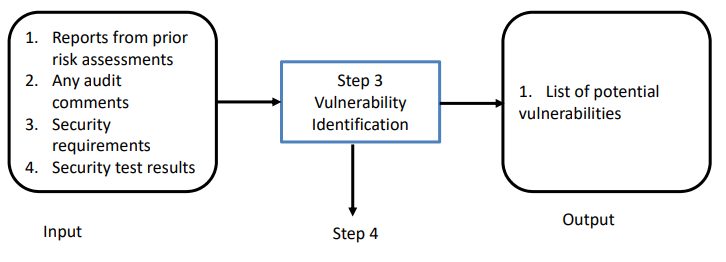 1. Reports from prior
risk assessments
2. Any audit
comments
3. Security
requirements
4. Security test results
Input
Step 3
Vulnerability
Identification
Step 4
1. List of potential
vulnerabilities
Output